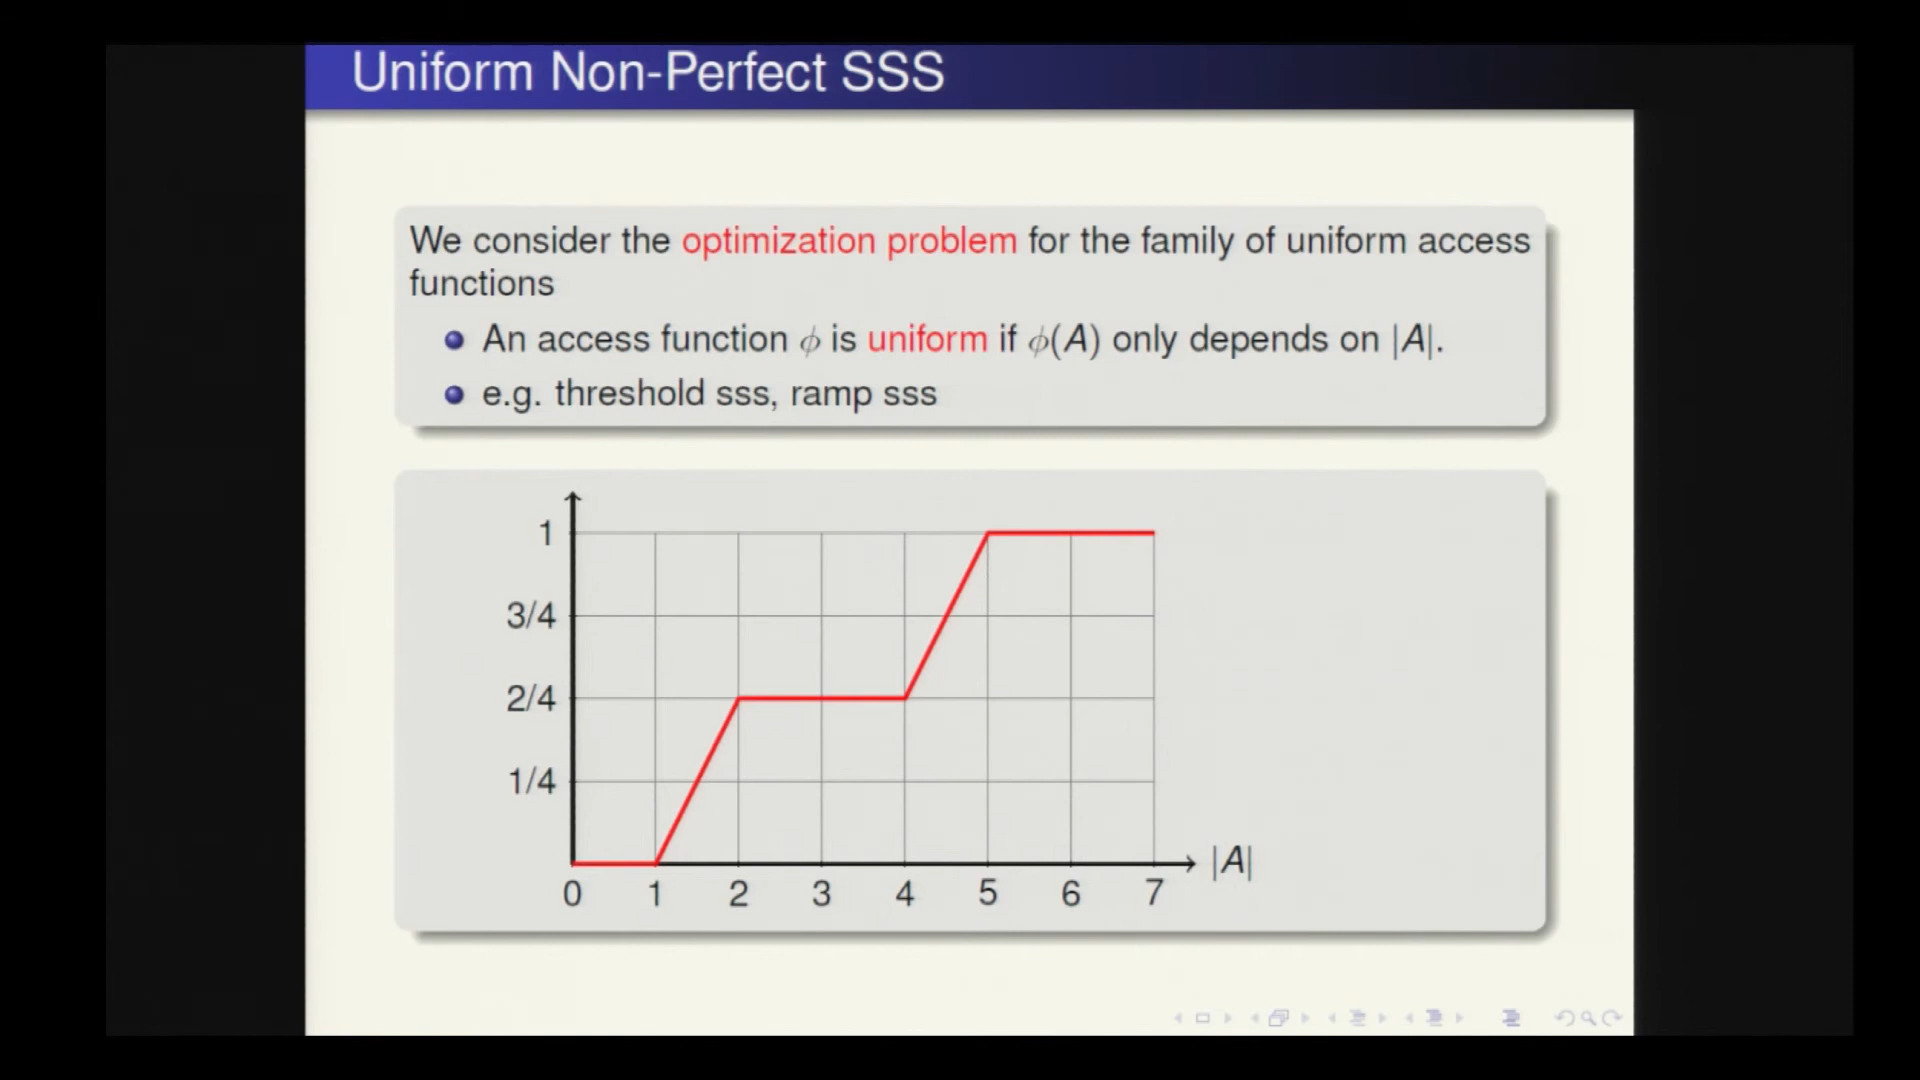 Uniform Non-Perfect SSS
We consider the optimization problem for the family of uniform access
functions
An access function ϕ is uniform if ϕ(A) only depends on |A|.
e.g. threshold sss, ramp sss
1
3/4
2/4
1/4
0 1 2 3 4 5 6 7 |A|